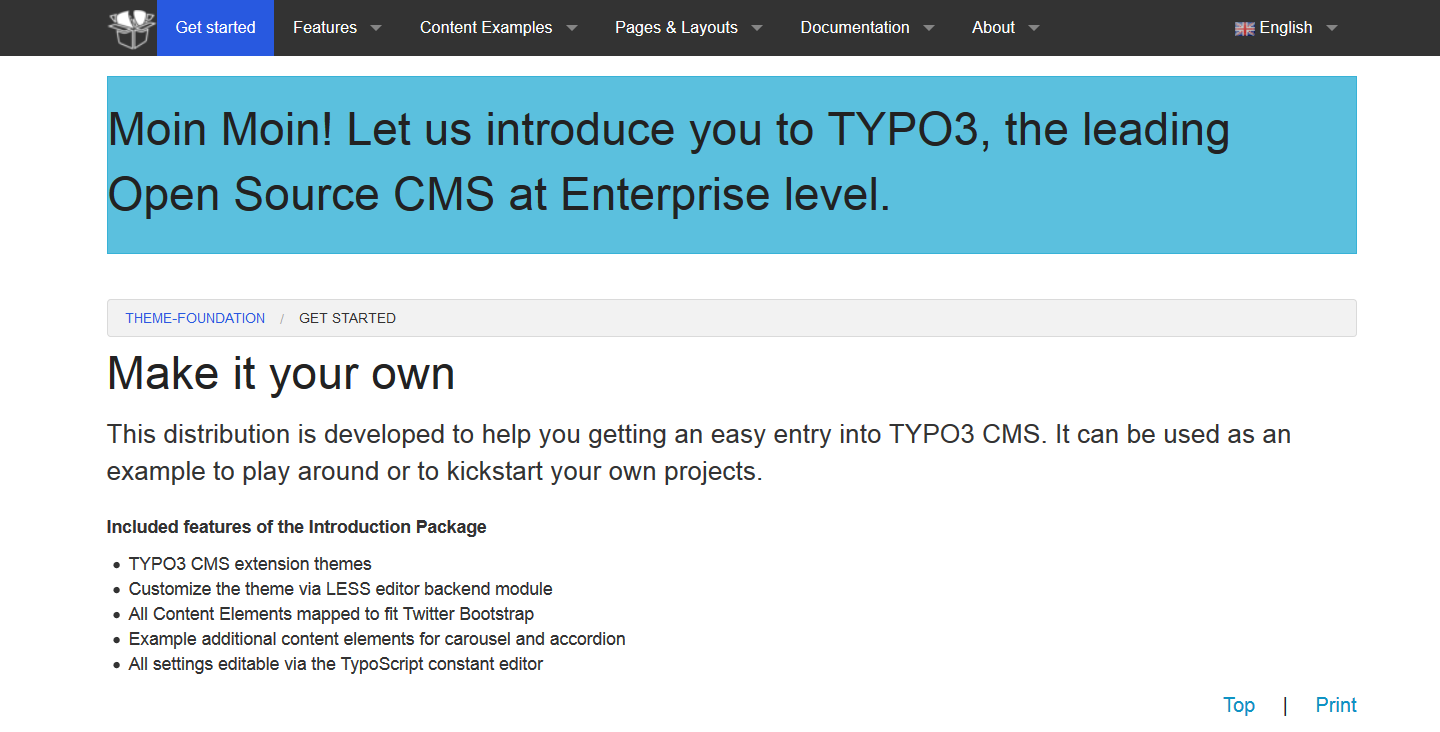 Get started Features Content Examples Pages & Layouts Documentation About English
Moin Moin! Let us introduce you to TYPO3, the leading
Open Source CMS at Enterprise level.
THEME-FOUNDATION / GET STARTED
Make it your own
This distribution is developed to help you getting an easy entry into TYPO3 CMS. It can be used as an
example to play around or to kickstart your own projects.
Included features of the Introduction Package
• TYPO3 CMS extension themes
• Customize the theme via LESS editor backend module
• All Content Elements mapped to fit Twitter Bootstrap
• Example additional content elements for carousel and accordion
• All settings editable via the TypoScript constant editor
Top | Print